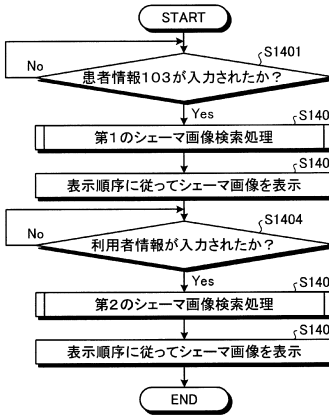 START
S1401
No
患者情報103が入力されたか？
Yes
S140
第1のシェーマ画像検索処理
S140
表示順序に従ってシェーマ画像を表示
S1404
No
利用者情報が入力されたか？
Yes
S140
第2のシェーマ画像検索処理
S140
表示順序に従ってシェーマ画像を表示
END